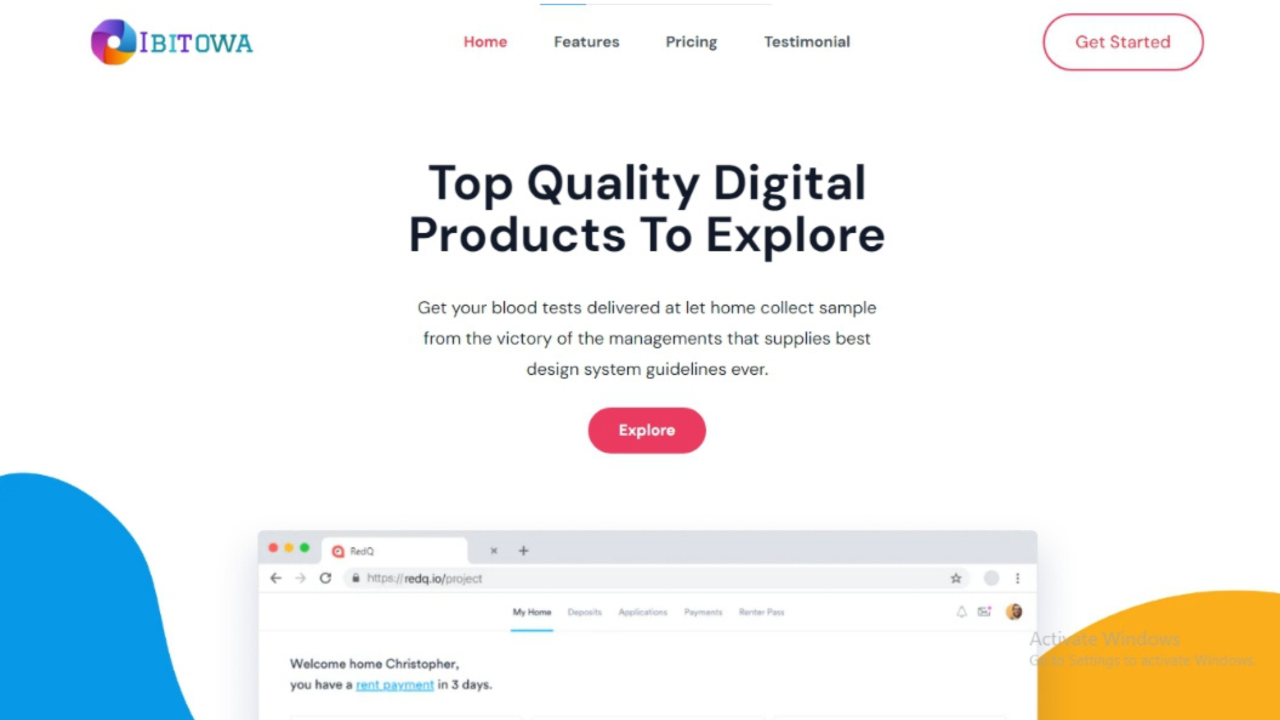 IBITOWA
Home Features Pricing Testimonial
Get Started
Top Quality Digital
Products To Explore
Get your blood tests delivered at let home collect sample
from the victory of the managements that supplies best
design system guidelines ever.
Explore
RedQ
https://redq.io/project
My Home Deposits Applications Payments Renter Pass
Welcome home Christopher,
you have a rent payment in 3 days.
Activate Windows
Go to Settings to activate Windows.